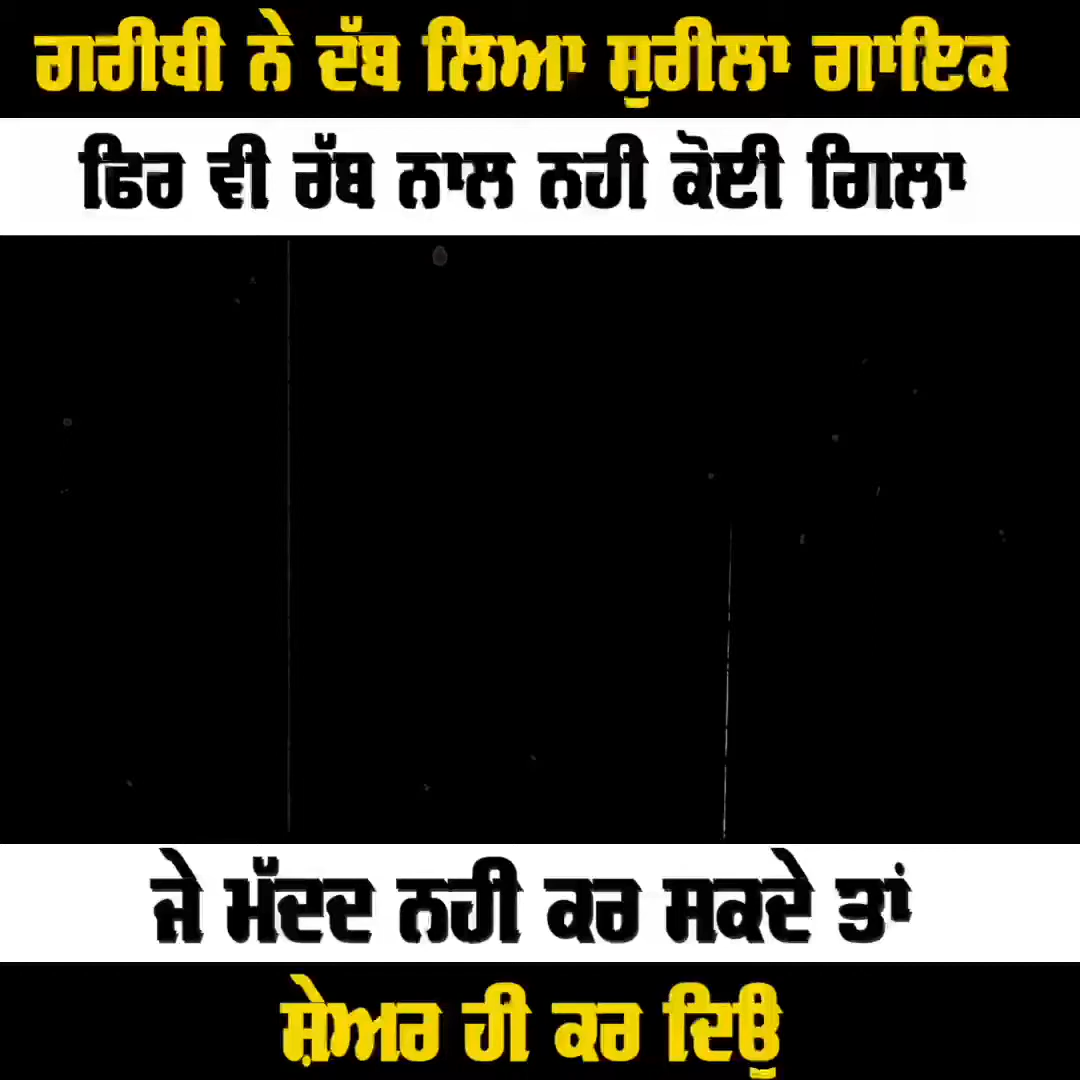 ਗਰੀਬੀ ਨੇ ਦੱਬ ਲਿਆ ਸੁਰੀਲਾ ਗਾਇਕ
ਫਿਰ ਵੀ ਰੱਬ ਨਾਲ ਨਹੀ ਕੋਈ ਗਿਲਾ
ਜੇ ਮੱਦਦ ਨਹੀ ਕਰ ਸਕਦੇ ਤਾਂ
ਸ਼ੇਅਰ ਹੀ ਕਰ ਦਿਉ